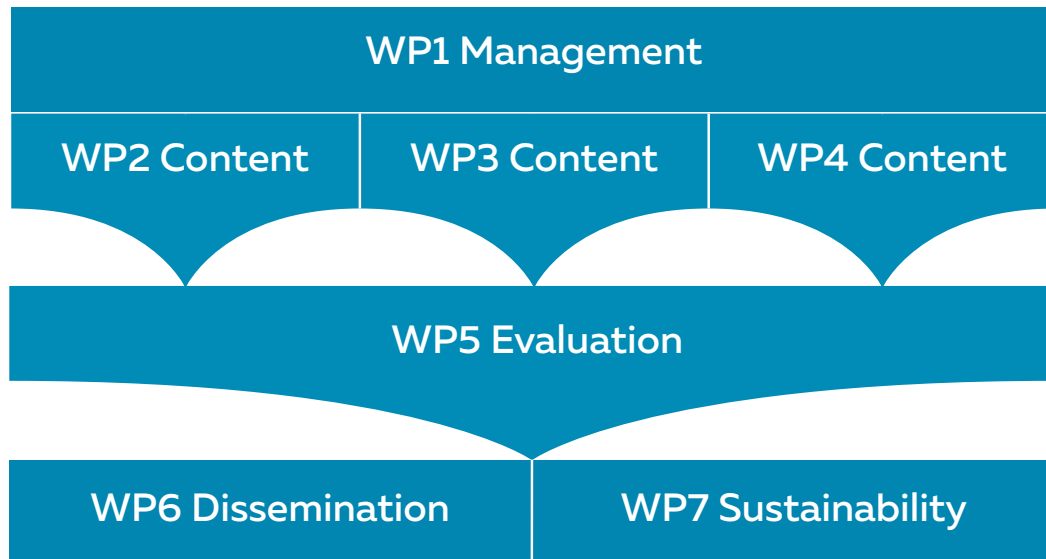 WP1 Management
WP2 Content
WP3 Content
WP4 Content
WP5 Evaluation
WP6 Dissemination
WP7 Sustainability